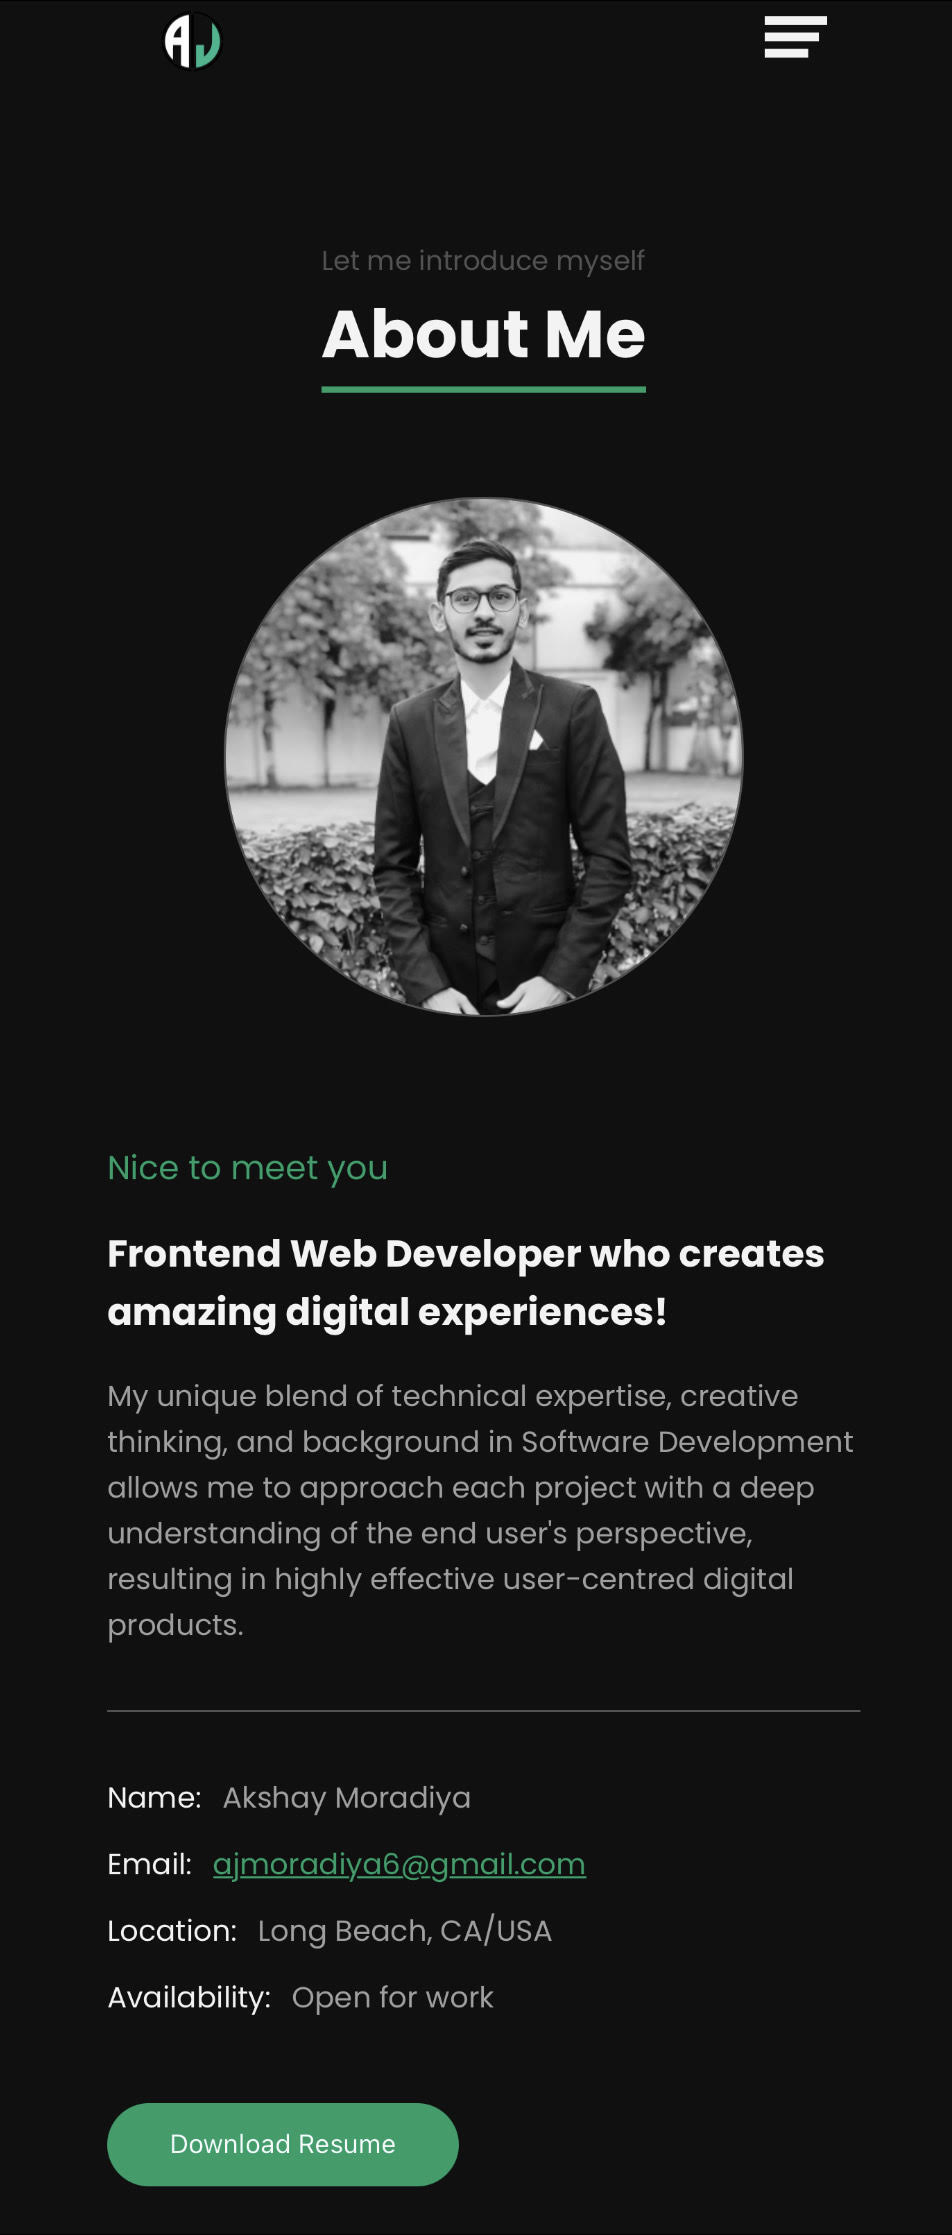 AJ
Let me introduce myself
About Me
Nice to meet you
Frontend Web Developer who creates
amazing digital experiences!
My unique blend of technical expertise, creative
thinking, and background in Software Development
allows me to approach each project with a deep
understanding of the end user's perspective,
resulting in highly effective user-centred digital
products.
Name: Akshay Moradiya
Email: ajmoradiya6@gmail.com
Location: Long Beach, CA/USA
Availability: Open for work
Download Resume